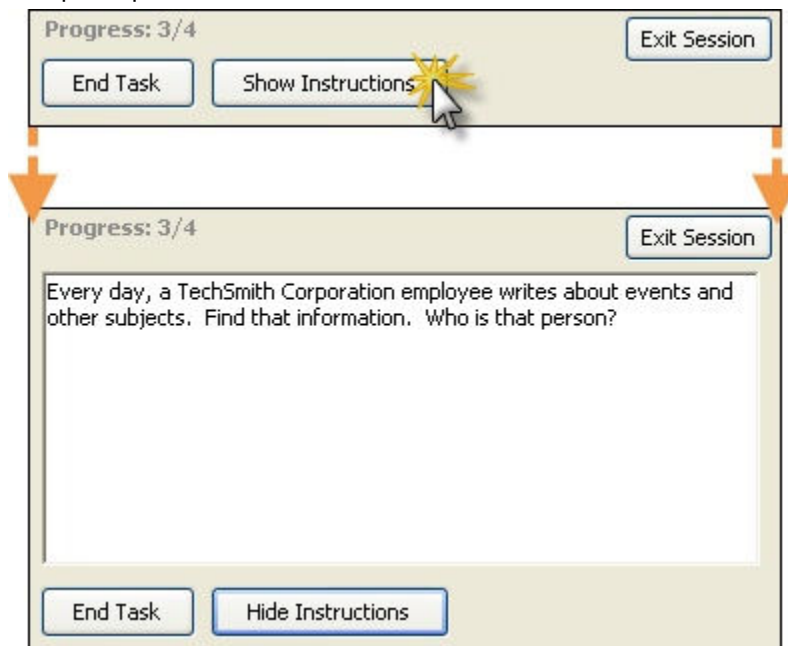 Progress: 3/4
Exit Session
End Task
Show Instructions
Progress: 3/4
Exit Session
Every day, a TechSmith Corporation employee writes about events and
other subjects.  Find that information.  Who is that person?
End Task
Hide Instructions